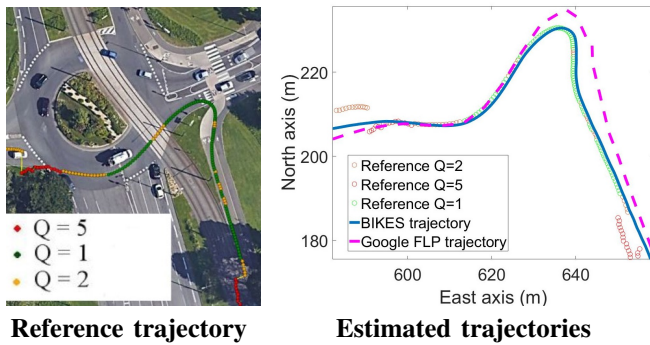 Q = 5
Q = 1
Q = 2
Reference trajectory
North axis (m)
220
200
180
Reference Q=2
Reference Q=5
Reference Q=1
BIKES trajectory
Google FLP trajectory
600
620
640
East axis (m)
Estimated trajectories